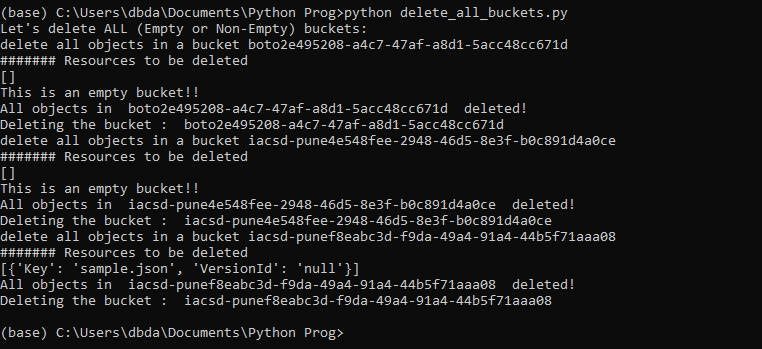 (base) C:\Users\dbda\Documents\Python Prog>python delete_all_buckets.py
Let's delete ALL (Empty or Non-Empty) buckets:
delete all objects in a bucket boto2e495208-a4c7-47af-a8d1-5acc48cc671d
####### Resources to be deleted
[]
This is an empty bucket!!
All objects in  boto2e495208-a4c7-47af-a8d1-5acc48cc671d  deleted!
Deleting the bucket :  boto2e495208-a4c7-47af-a8d1-5acc48cc671d
delete all objects in a bucket iacsd-pune4e548fee-2948-46d5-8e3f-b0c891d4a0ce
####### Resources to be deleted
[]
This is an empty bucket!!
All objects in  iacsd-pune4e548fee-2948-46d5-8e3f-b0c891d4a0ce  deleted!
Deleting the bucket :  iacsd-pune4e548fee-2948-46d5-8e3f-b0c891d4a0ce
delete all objects in a bucket iacsd-punef8eabc3d-f9da-49a4-91a4-44b5f71aaa08
####### Resources to be deleted
[{'Key': 'sample.json', 'VersionId': 'null'}]
All objects in  iacsd-punef8eabc3d-f9da-49a4-91a4-44b5f71aaa08  deleted!
Deleting the bucket :  iacsd-punef8eabc3d-f9da-49a4-91a4-44b5f71aaa08
(base) C:\Users\dbda\Documents\Python Prog>